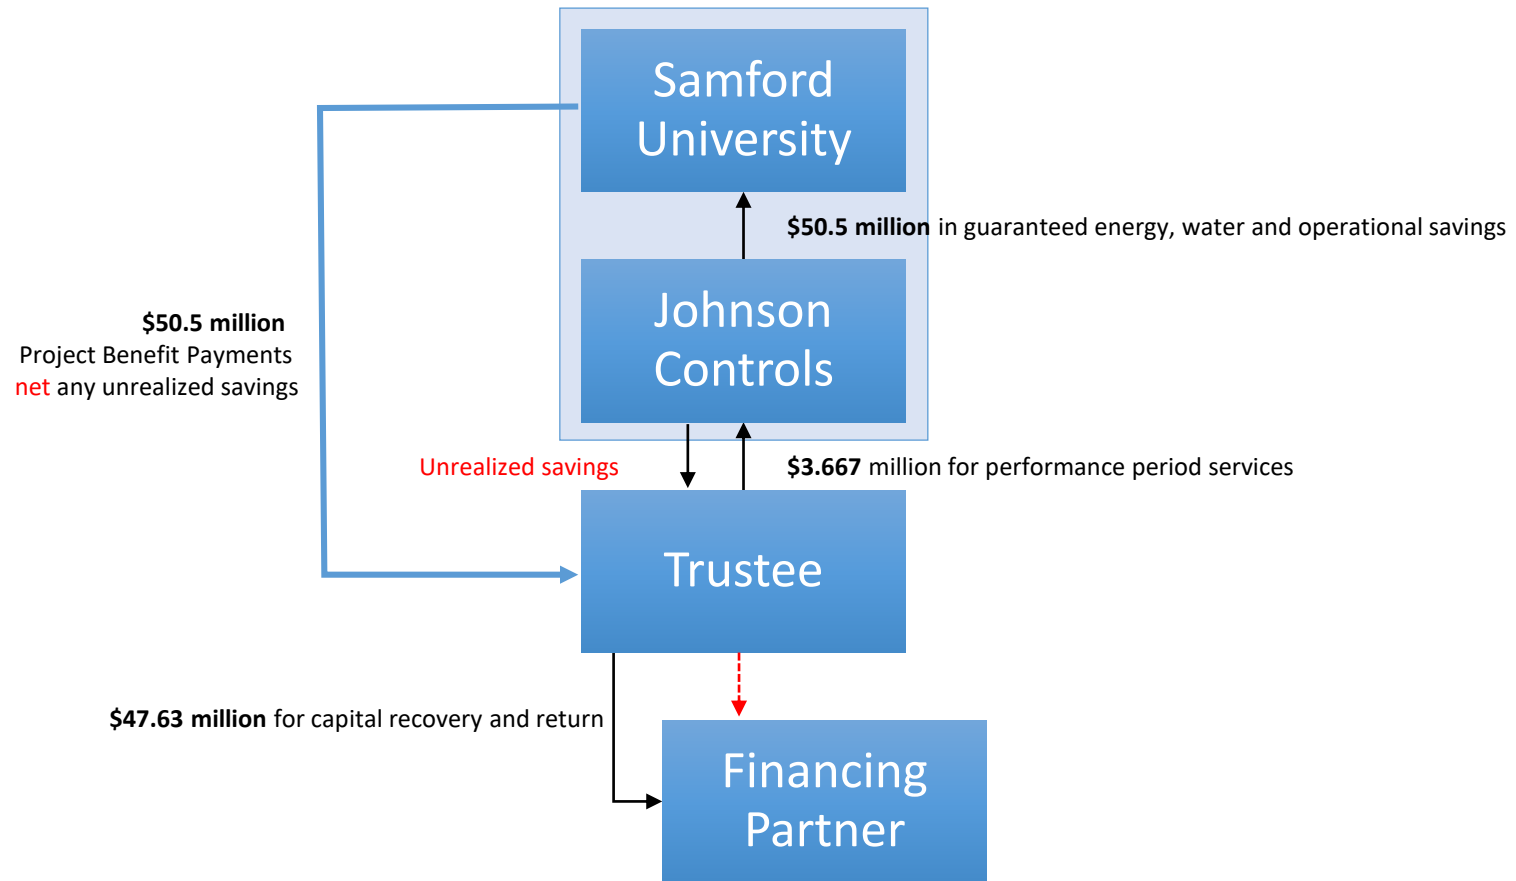 Samford
University
$50.5 million in guaranteed energy, water and operational savings
Johnson
Controls
$50.5 million
Project Benefit Payments
net any unrealized savings
Unrealized savings
$3.667 million for performance period services
Trustee
$47.63 million for capital recovery and return
Financing
Partner